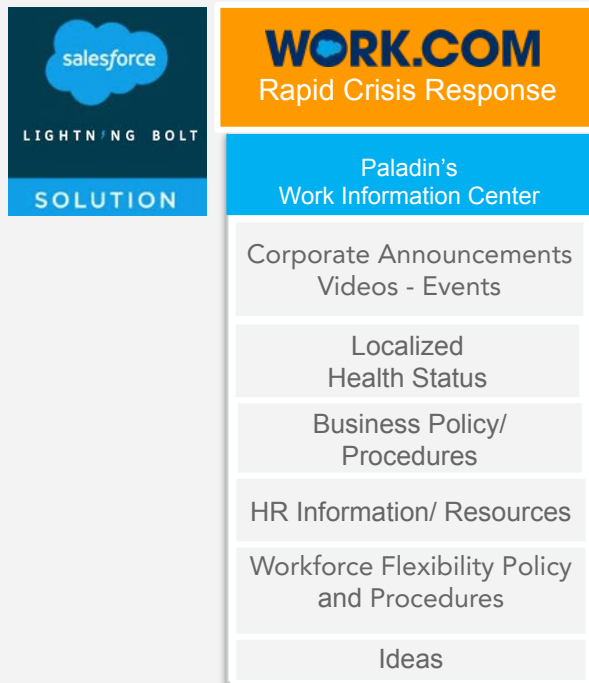 salesforce
LIGHTNING BOLT
SOLUTION
WORK.COM
Rapid Crisis Response
Paladin's
Work Information Center
Corporate Announcements
Videos - Events
Localized
Health Status
Business Policy/
Procedures
HR Information/ Resources
Workforce Flexibility Policy
and Procedures
Ideas